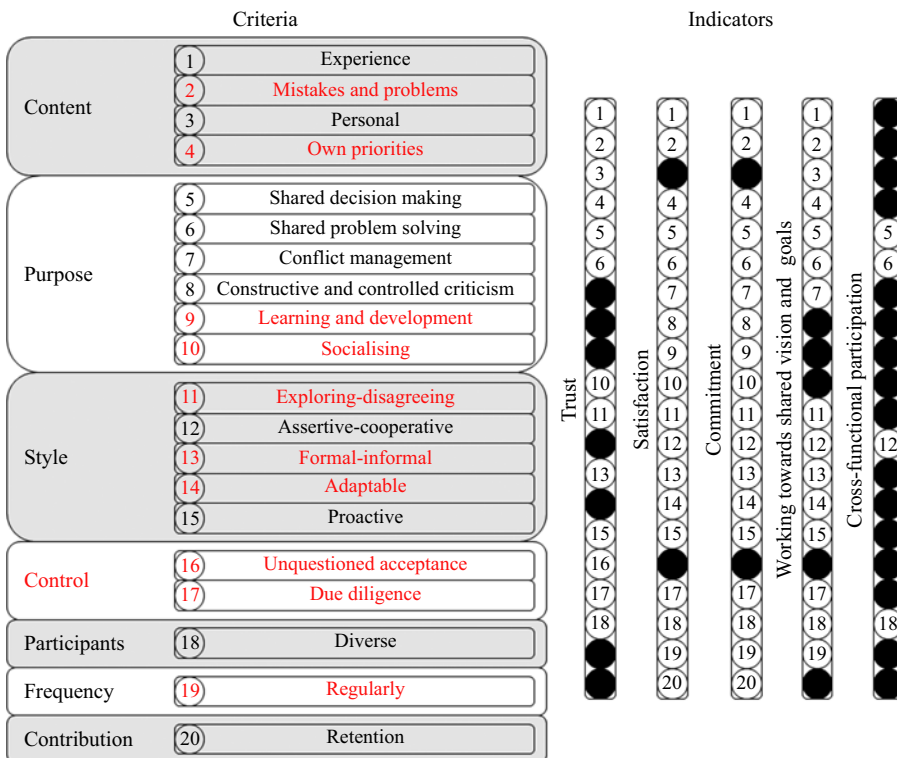 Criteria
Indicators
Content
1 Experience
2 Mistakes and problems
3 Personal
4 Own priorities
Purpose
5 Shared decision making
6 Shared problem solving
7 Conflict management
8 Constructive and controlled criticism
9 Learning and development
10 Socialising
Style
11 Exploring-disagreeing
12 Assertive-cooperative
13 Formal-informal
14 Adaptable
15 Proactive
Control
16 Unquestioned acceptance
17 Due diligence
Participants
18 Diverse
Frequency
19 Regularly
Contribution
20 Retention
Trust
1
2
3
4
5
6
10
11
13
15
16
17
18
Satisfaction
1
2
4
5
6
7
8
9
10
11
12
13
14
15
17
18
19
20
Commitment
1
2
4
5
6
7
8
9
10
11
12
13
14
15
17
18
19
20
Working towards shared vision and goals
1
2
3
4
5
6
7
11
12
13
14
15
17
18
19
Cross-functional participation
5
6
12
18